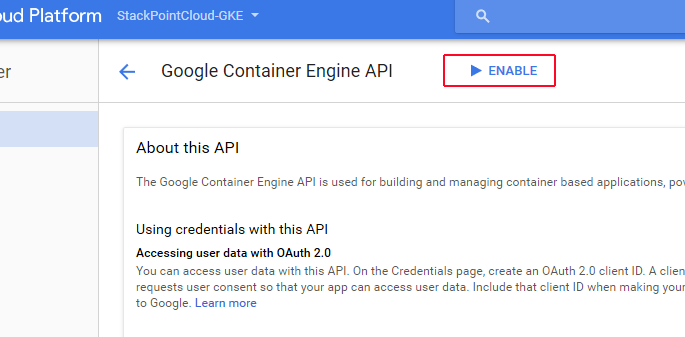 oud Platform StackPointCloud-GKE
er
Google Container Engine API ENABLE
About this API
The Google Container Engine API is used for building and managing container based applications, pow
Using credentials with this API
Accessing user data with OAuth 2.0
You can access user data with this API. On the Credentials page, create an OAuth 2.0 client ID. A clien
requests user consent so that your app can access user data. Include that client ID when making your
to Google. Learn more